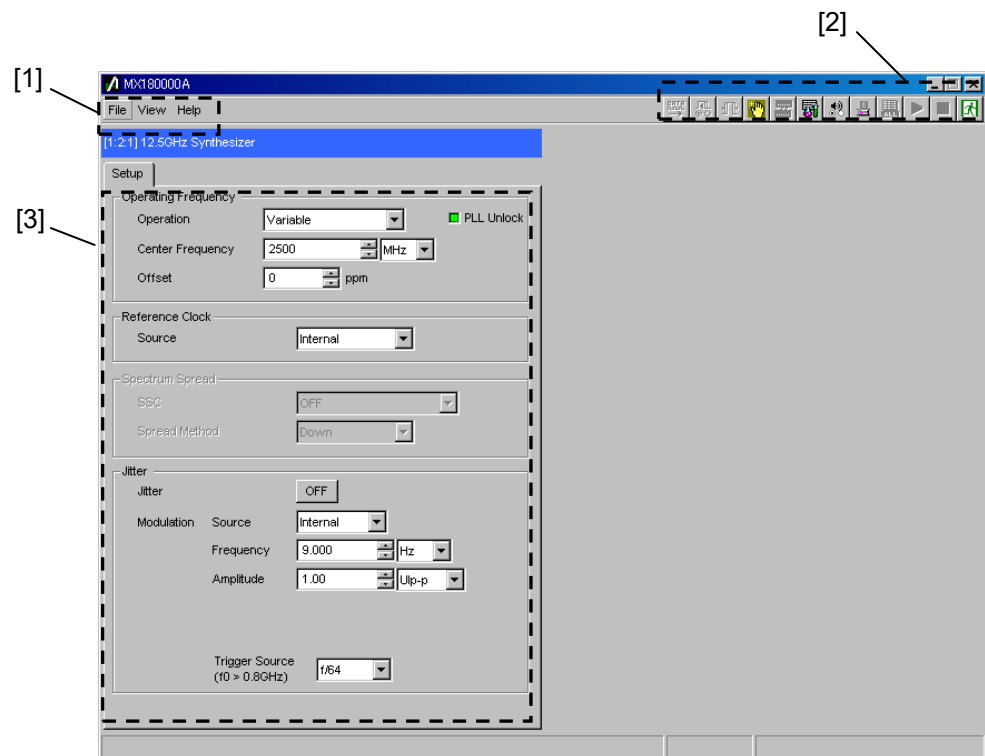 [2]
[1]
MX180000A
File View Help
[1:2:1] 12.5GHz Synthesizer
Setup
[3]
Operating Frequency
Operation Variable PLL Unlock
Center Frequency 2500 MHz
Offset 0 ppm
Reference Clock
Source Internal
Spectrum Spread
SSC OFF
Spread Method Down
Jitter
Jitter OFF
Modulation Source Internal
Frequency 9.000 Hz
Amplitude 1.00 UIp-p
Trigger Source
(f0 > 0.8GHz) f/64